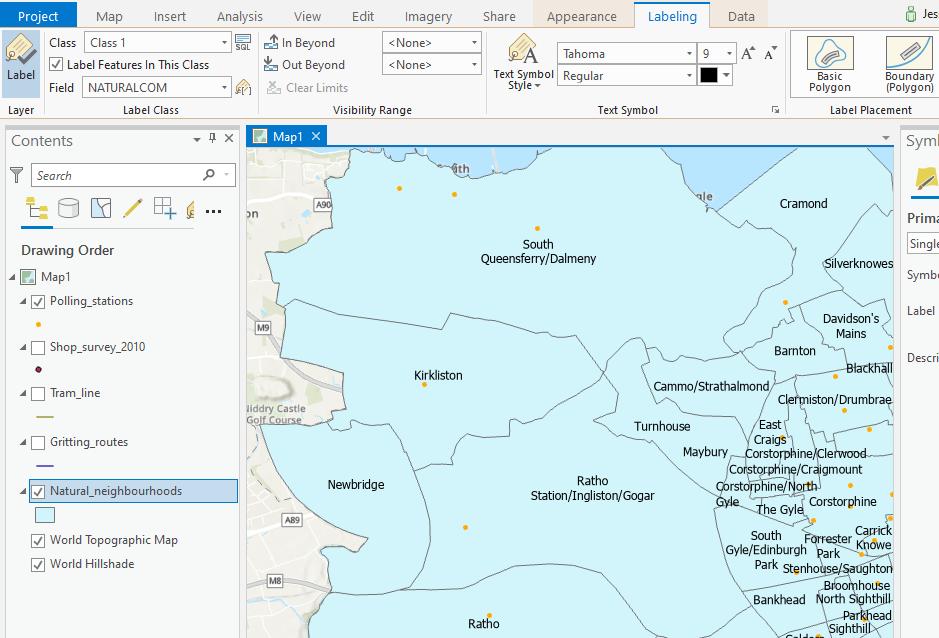 Project Map Insert Analysis View Edit Imagery Share Appearance Labeling Data Jes
Class Class 1 SQL In Beyond <None> Tahoma 9 A A
Label Label Features In This Class Out Beyond <None> Text Symbol Style Regular Basic Polygon Boundary (Polygon)
Field NATURALCOM Clear Limits
Layer Label Class Visibility Range Text Symbol Label Placement
Contents
Search
Drawing Order
Map1
Polling_stations
Shop_survey_2010
Tram_line
Gritting_routes
Natural_neighbourhoods
World Topographic Map
World Hillshade
Map1
A90
Cramond
South
Queensferry/Dalmeny
Silverknowes
M9
Davidson's
Mains
Barnton
Blackhall
Kirkliston
Cammo/Strathalmond
Niddry Castle
Golf Course
Clermiston/Drumbrae
Turnhouse
East
Craigs
Maybury
Corstorphine/Clerwood
Corstorphine/Craigmount
Newbridge
Ratho
Station/Ingliston/Gogar
Corstorphine/North
Gyle
The Gyle
Corstorphine
A89
South
Gyle/Edinburgh
Park
Forrester
Park
Carrick
Knowe
Stenhouse/Saughton
M8
Broomhouse
Bankhead
North Sighthill
Ratho
Parkhead
Sighthill
Symb
Prima
Single
Symbo
Label
Descri